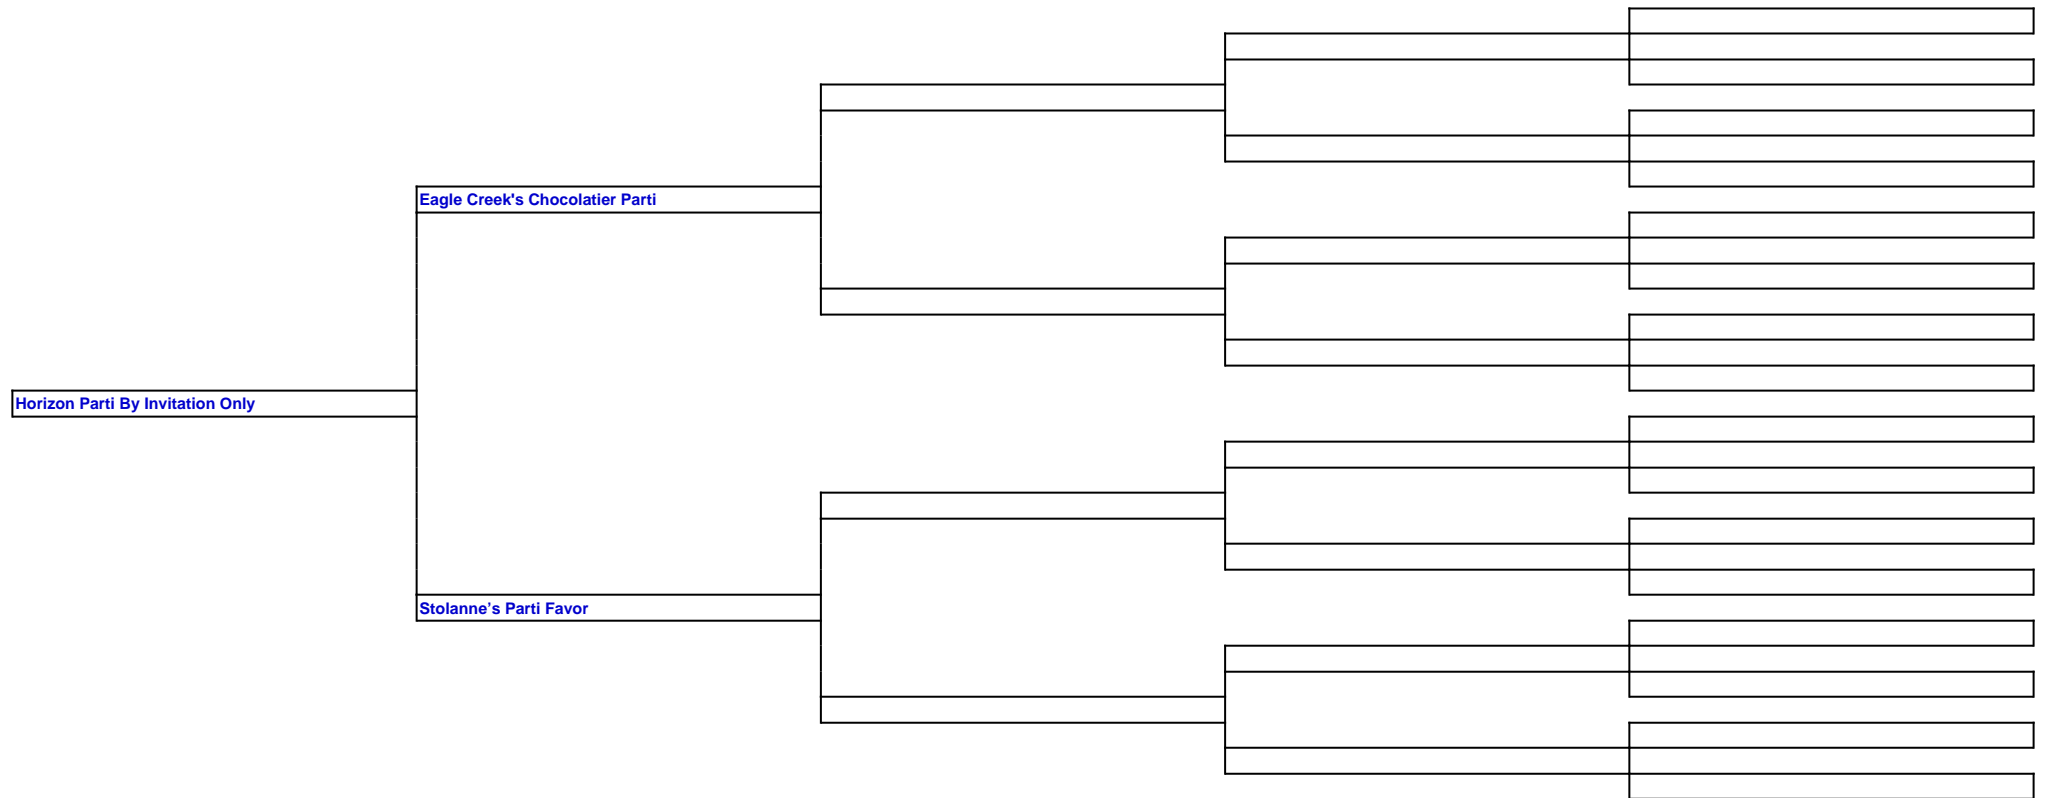 Eagle Creek's Chocolatier Parti
Horizon Parti By Invitation Only
Stolanne’s Parti Favor